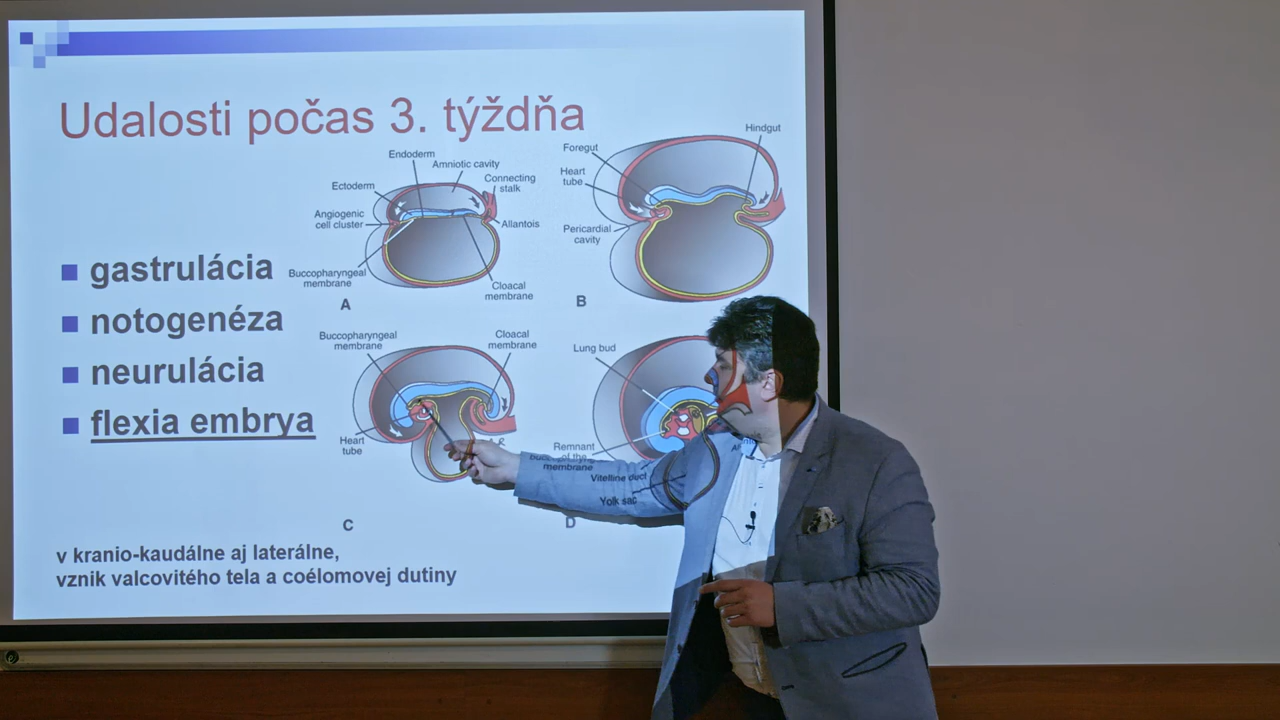 Udalosti počas 3. týždňa
gastrulácia
notogenéza
neurulácia
flexia embrya
Endoderm
Amniotic cavity
Ectoderm
Connecting
stalk
Angiogenic
cell cluster
Allantois
Buccopharyngeal
membrane
Cloacal
membrane
A
Hindgut
Foregut
Heart
tube
Pericardial
cavity
B
Buccopharyngeal
membrane
Cloacal
membrane
Heart
tube
C
Lung bud
Remnant
of the
membrane
Vitelline duct
Yolk sac
D
v kranio-kaudálne aj laterálne,
vznik valcovitého tela a coélomovej dutiny